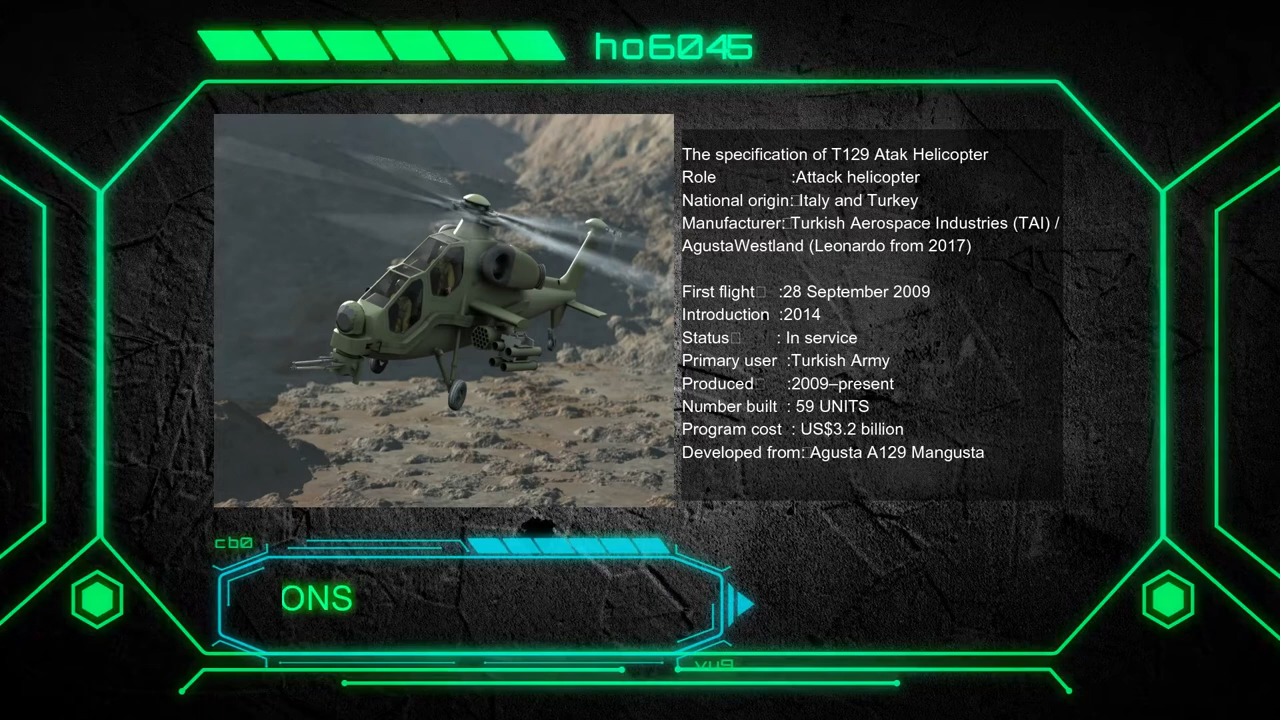 ho6045
The specification of T129 Atak Helicopter
Role :Attack helicopter
National origin:□Italy and Turkey
Manufacturer:□Turkish Aerospace Industries (TAI) /
AgustaWestland (Leonardo from 2017)
First flight□ :28 September 2009
Introduction :2014
Status□ : In service
Primary user :Turkish Army
Produced□ :2009–present
Number built : 59 UNITS
Program cost : US$3.2 billion
Developed from:□Agusta A129 Mangusta
cb0
ONS